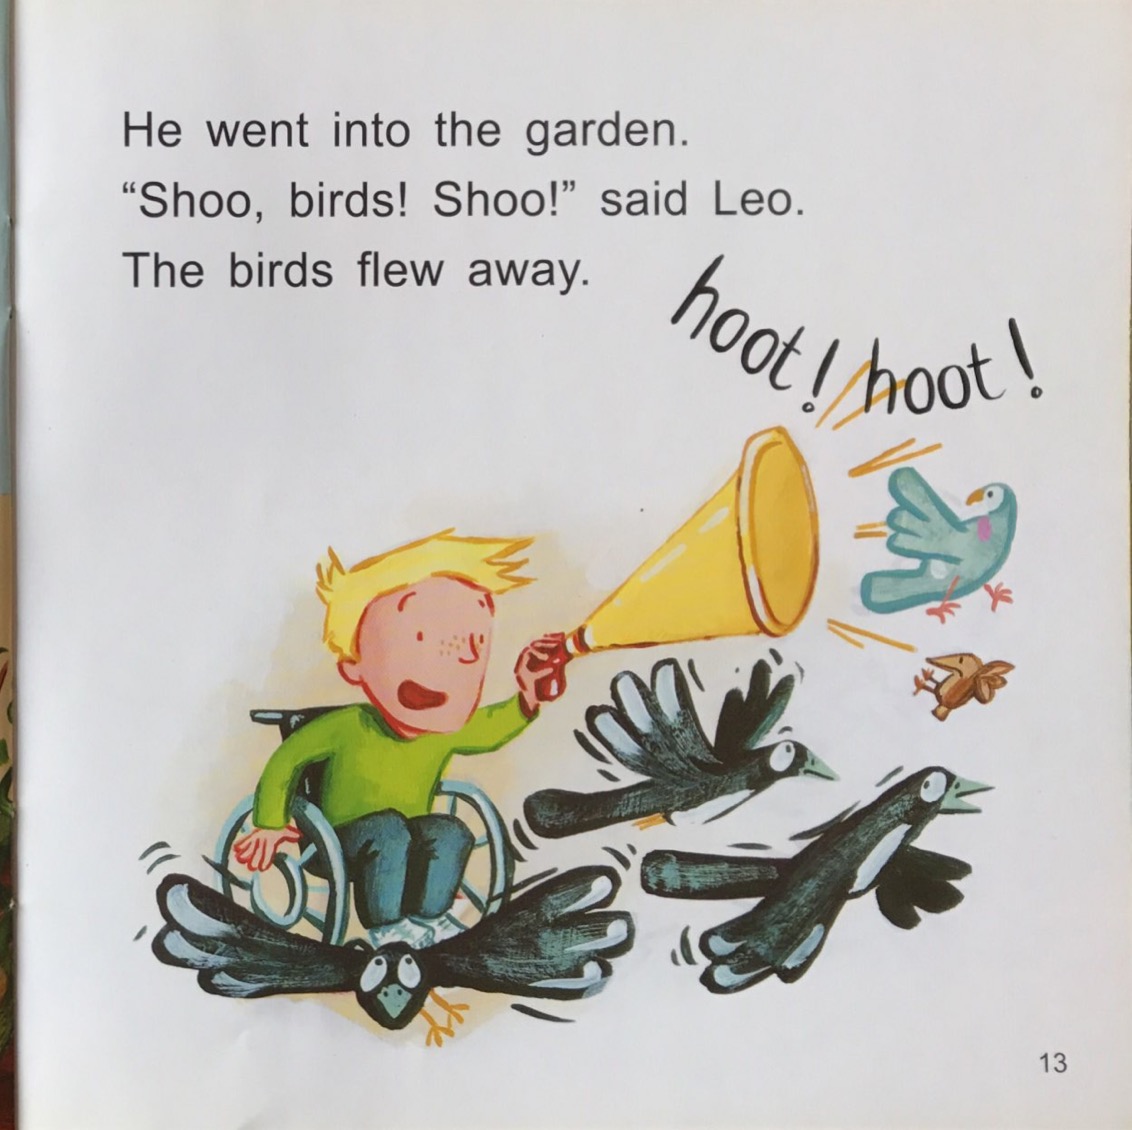 He went into the garden.
“Shoo, birds! Shoo!” said Leo.
The birds flew away.
hoot! hoot!
13